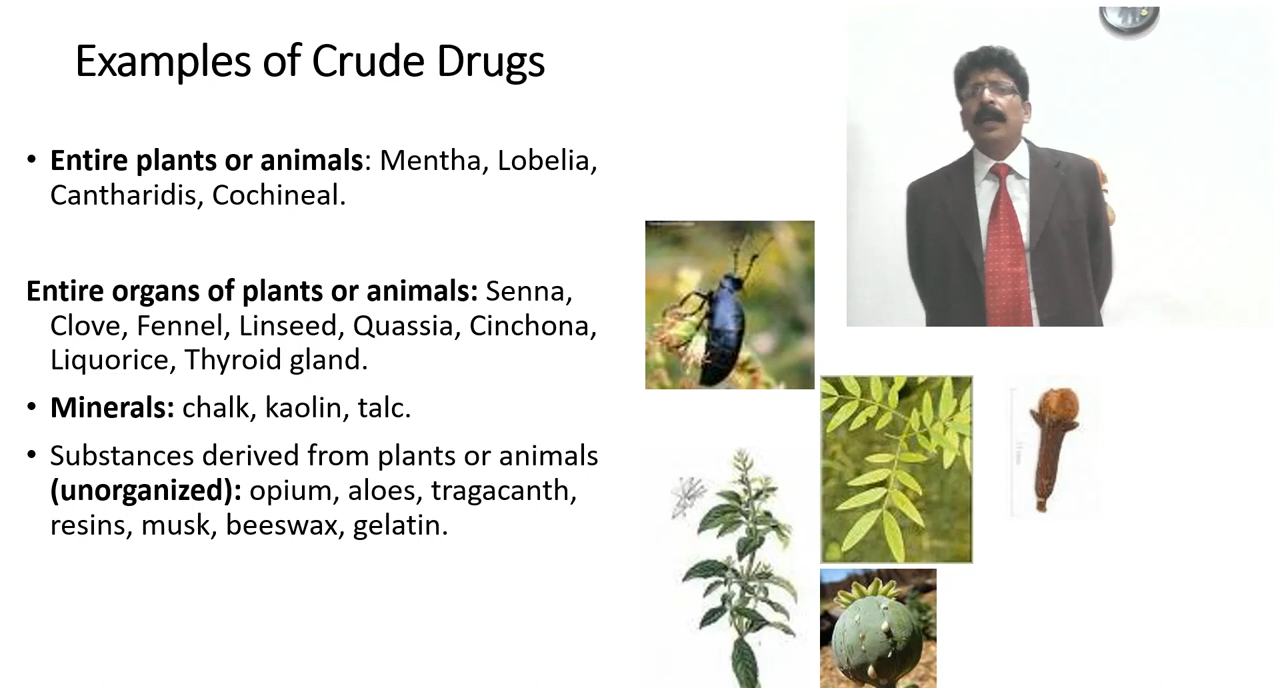 Examples of Crude Drugs
• Entire plants or animals: Mentha, Lobelia,
Cantharidis, Cochineal.
Entire organs of plants or animals: Senna,
Clove, Fennel, Linseed, Quassia, Cinchona,
Liquorice, Thyroid gland.
• Minerals: chalk, kaolin, talc.
• Substances derived from plants or animals
(unorganized): opium, aloes, tragacanth,
resins, musk, beeswax, gelatin.